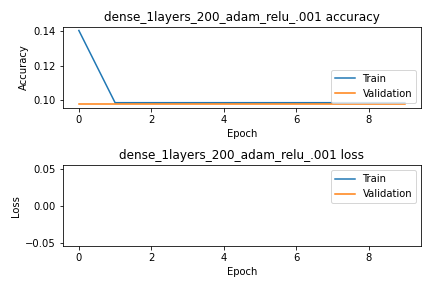 dense_1layers_200_adam_relu_.001 accuracy
0.14
0.12
0.10
Accuracy
Train
Validation
0 2 4 6 8
Epoch
dense_1layers_200_adam_relu_.001 loss
0.05
0.00
−0.05
Loss
Train
Validation
0 2 4 6 8
Epoch